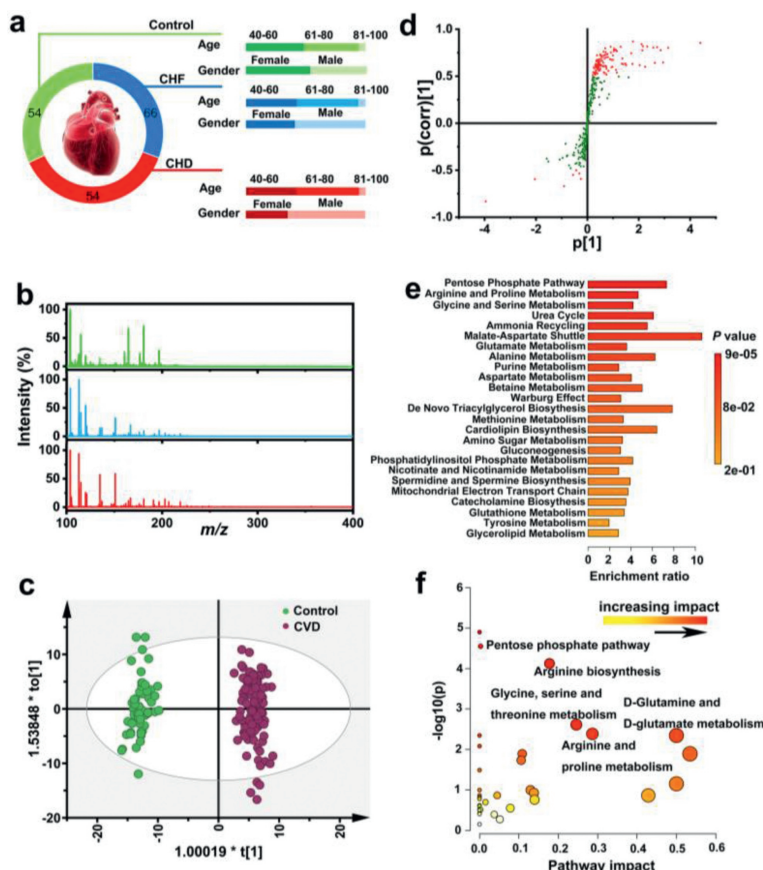 a
Control
Age
40-60 61-80 81-100
Gender
Female Male
CHF
Age
40-60 61-80 81-100
Gender
Female Male
CHD
Age
40-60 61-80 81-100
Gender
Female Male
54
66
54
b
Intensity (%)
100 200 300 400
m/z
c
Control
CVD
1.53848 * to[1]
10
0
-10
-20
-20 -10 0 10 20
1.00019 * t[1]
d
p(corr)[1]
1.0
0.5
0.0
-0.5
-1.0
-4 -2 0 2 4
p[1]
e
Pentose Phosphate Pathway
Arginine and Proline Metabolism
Glycine and Serine Metabolism
Urea Cycle
Ammonia Recycling
Malate-Aspartate Shuttle
Glutamate Metabolism
Alanine Metabolism
Purine Metabolism
Aspartate Metabolism
Betaine Metabolism
Warburg Effect
De Novo Triacylglycerol Biosythesis
Methionine Metabolism
Cardiolipin Biosynthesis
Amino Sugar Metabolism
Gluconeogenesis
Phosphatidylinositol Phosphate Metabolism
Nicotinate and Nicotinamide Metabolism
Spermidine and Spermine Biosynthesis
Mitochondrial Electron Transport Chain
Catecholamine Biosynthesis
Glutathione Metabolism
Tyrosine Metabolism
Glycerolipid Metabolism
0 2 4 6 8 10
Enrichment ratio
P value
9e-05
8e-02
2e-01
f
increasing impact
-log10(p)
6
5
4
3
2
1
0
Pentose phosphate pathway
Arginine biosynthesis
Glycine, serine and
threonine metabolism
D-Glutamine and
D-glutamate metabolism
Arginine and
proline metabolism
0.0 0.1 0.2 0.3 0.4 0.5 0.6
Pathway impact